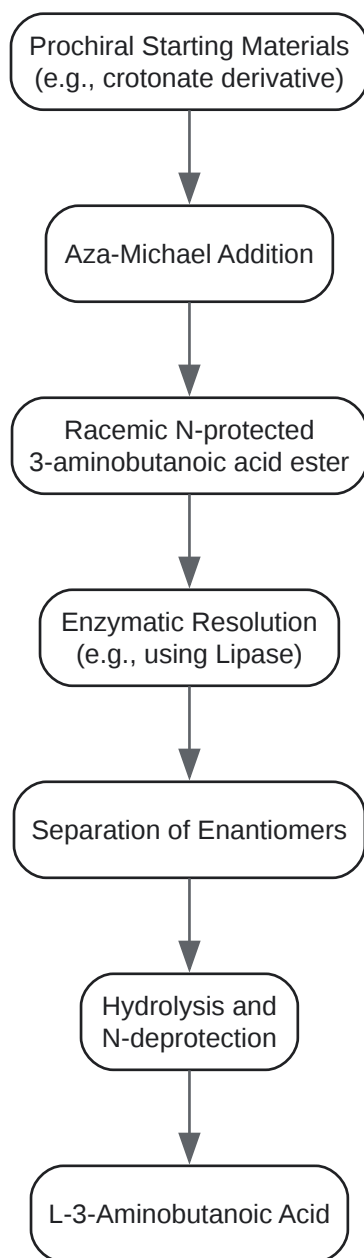 Prochiral Starting Materials
(e.g., crotonate derivative)
Aza-Michael Addition
Racemic N-protected
3-aminobutanoic acid ester
Enzymatic Resolution
(e.g., using Lipase)
Separation of Enantiomers
Hydrolysis and
N-deprotection
L-3-Aminobutanoic Acid